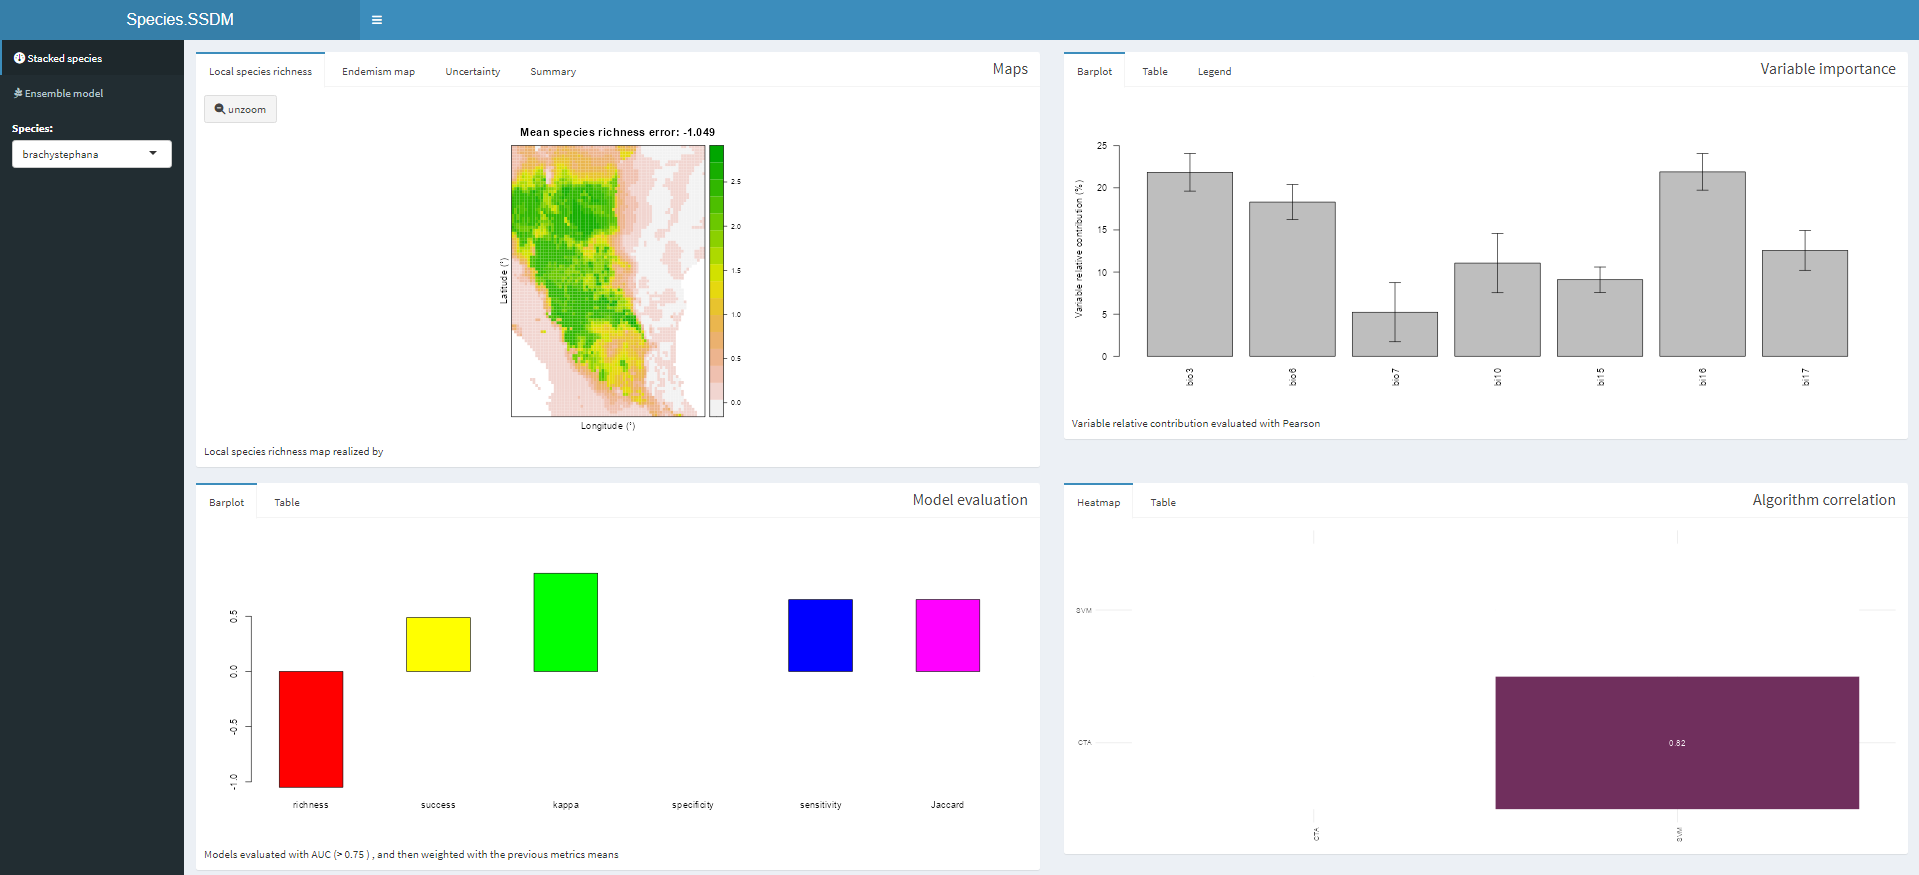 Species.SSDM
Stacked species
Ensemble model
Species:
brachystephana
Local species richness
Endemism map
Uncertainty
Summary
Maps
unzoom
Mean species richness error: -1.049
Latitude (°)
2.5
2.0
1.5
1.0
0.5
0.0
Longitude (°)
Local species richness map realized by
Barplot
Table
Legend
Variable importance
Variable relative contribution (%)
25
20
15
10
5
0
bio3
bio6
bio7
bi10
bi15
bi16
bi17
Variable relative contribution evaluated with Pearson
Barplot
Table
Model evaluation
0.5
0.0
-0.5
-1.0
richness
success
kappa
specificity
sensitivity
Jaccard
Models evaluated with AUC (> 0.75 ) , and then weighted with the previous metrics means
Heatmap
Table
Algorithm correlation
SVM
CTA
0.82
CTA
SVM